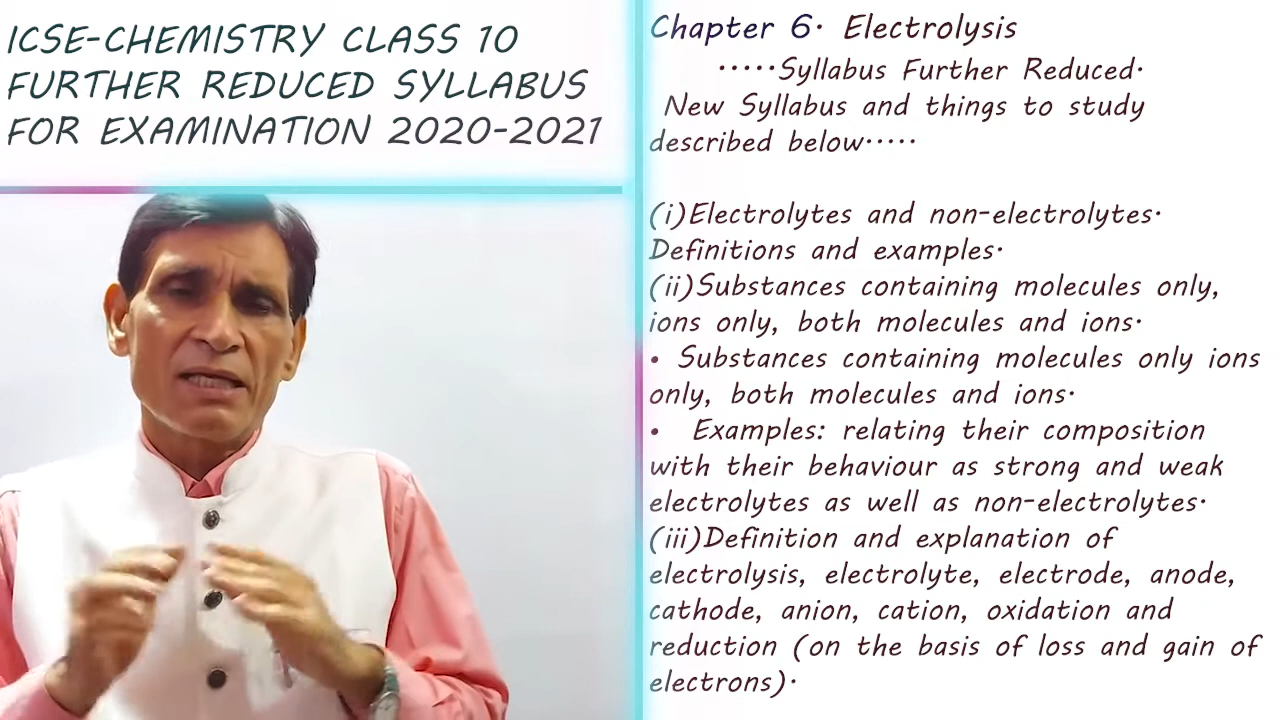 ICSE-CHEMISTRY CLASS 10
FURTHER REDUCED SYLLABUS
FOR EXAMINATION 2020-2021
Chapter 6· Electrolysis
·····Syllabus Further Reduced·
New Syllabus and things to study
described below·····
(i)Electrolytes and non-electrolytes·
Definitions and examples·
(ii)Substances containing molecules only,
ions only, both molecules and ions·
• Substances containing molecules only ions
only, both molecules and ions·
• Examples: relating their composition
with their behaviour as strong and weak
electrolytes as well as non-electrolytes·
(iii)Definition and explanation of
electrolysis, electrolyte, electrode, anode,
cathode, anion, cation, oxidation and
reduction (on the basis of loss and gain of
electrons)·